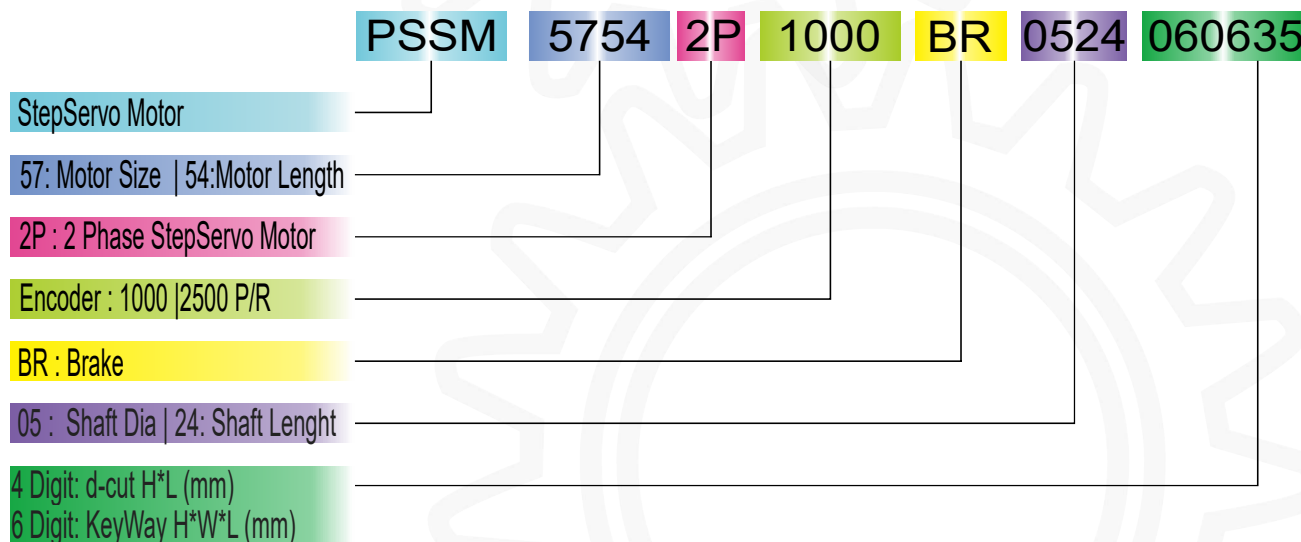 PSSM 5754 2P 1000 BR 0524 060635
StepServo Motor
57: Motor Size | 54:Motor Length
2P : 2 Phase StepServo Motor
Encoder : 1000 |2500 P/R
BR : Brake
05 : Shaft Dia | 24: Shaft Lenght
4 Digit: d-cut H*L (mm)
6 Digit: KeyWay H*W*L (mm)